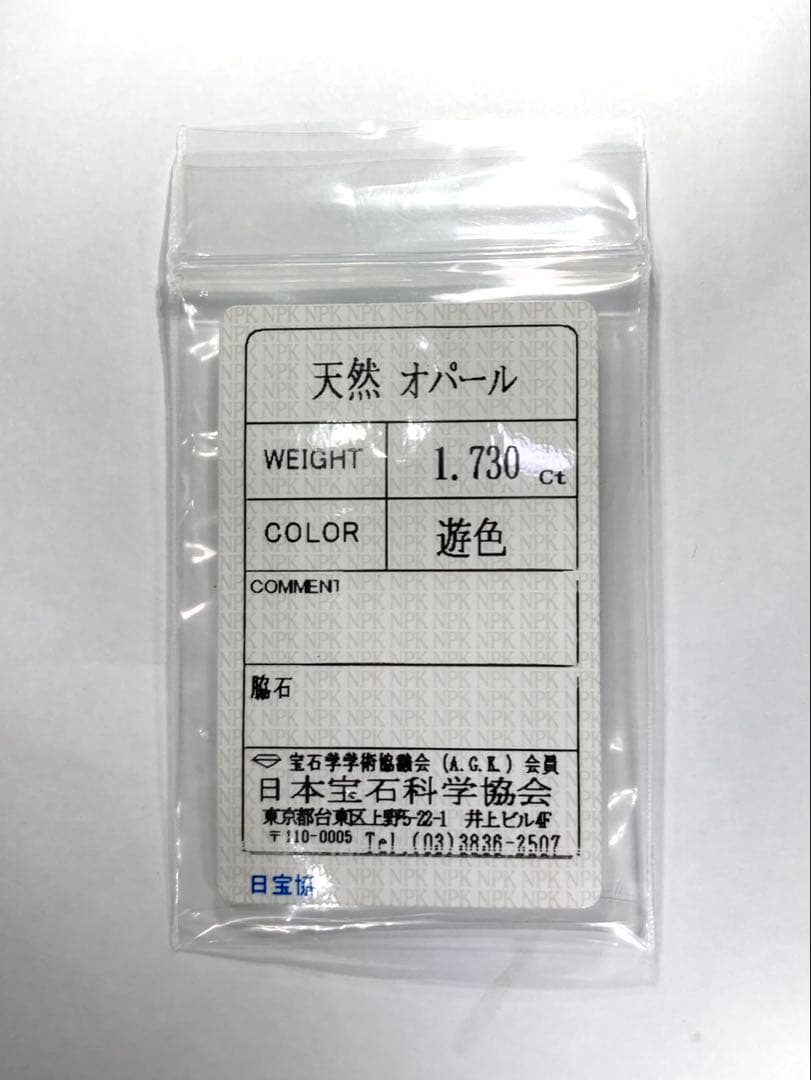 天然 オパール
WEIGHT 1.730 Ct
COLOR 遊色
COMMENT
脇石
宝石学学術協議会 (A.G.K.) 会員
日本宝石科学協会
東京都台東区上野5-22-1 井上ビル4F
〒110-0005 Tel.(03)3836-2507
日宝協